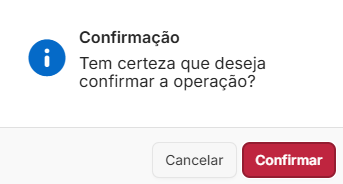 Confirmação
Tem certeza que deseja
confirmar a operação?
Cancelar
Confirmar